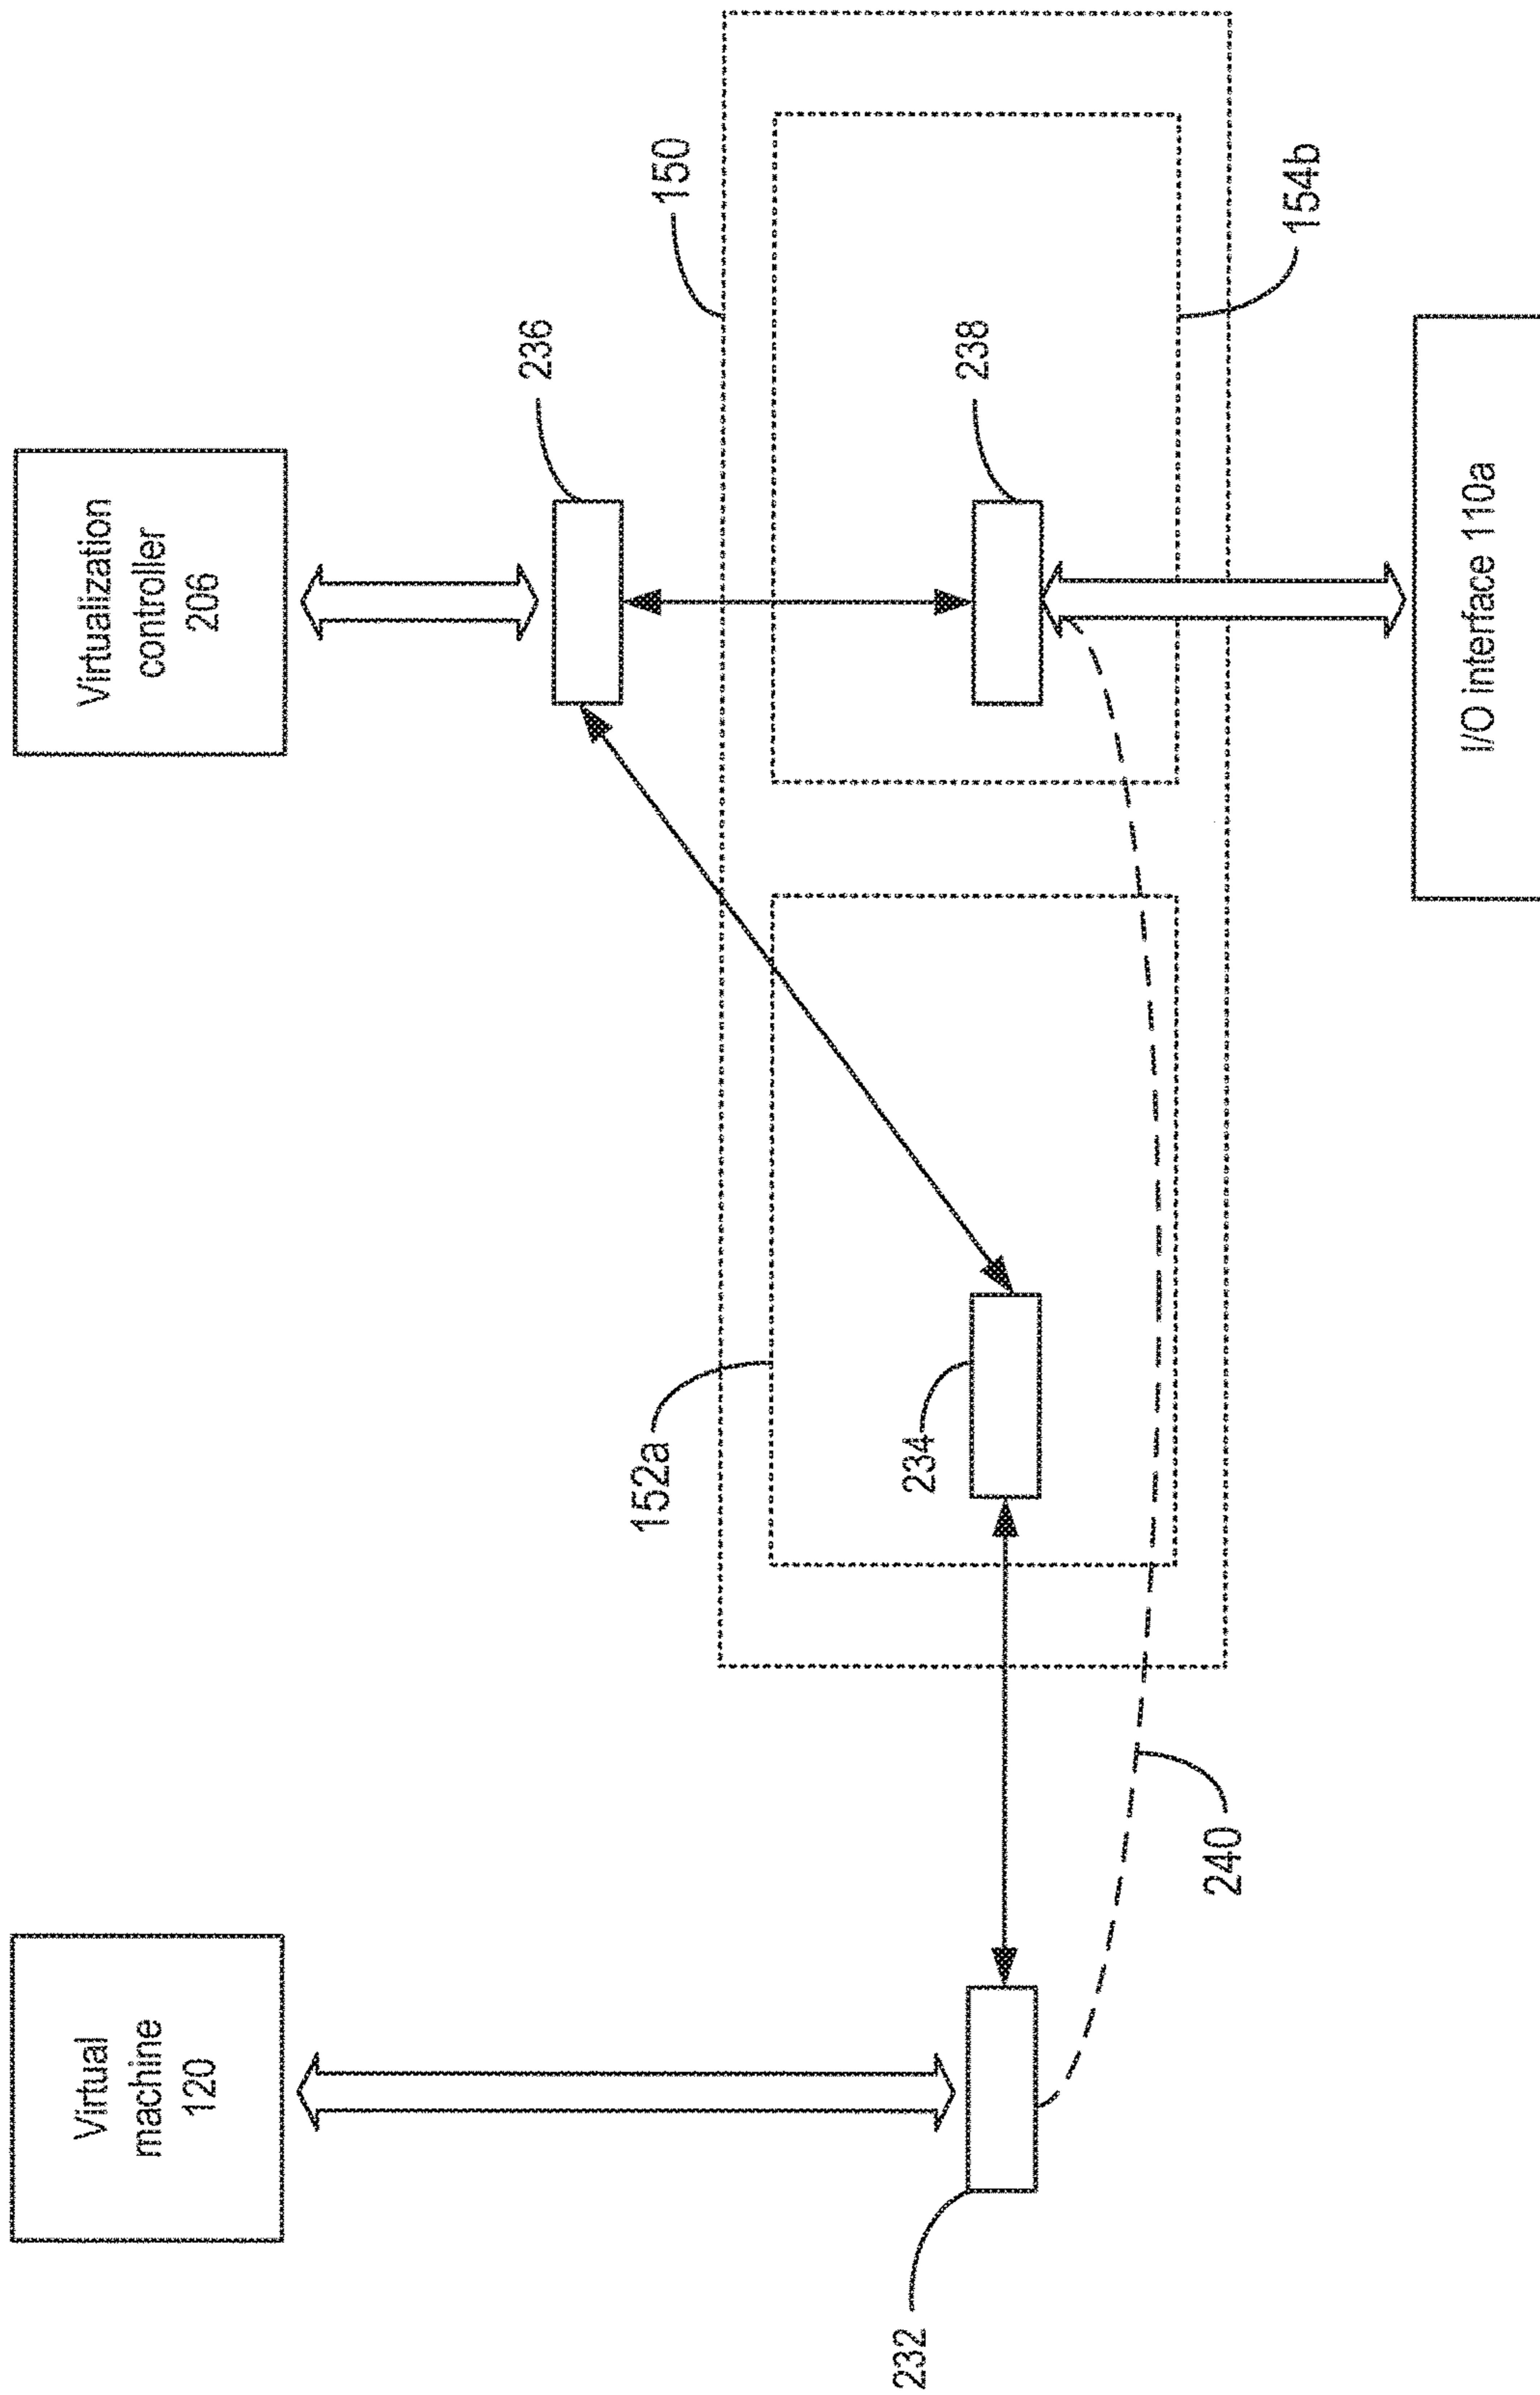 Virtual
machine
120
Virtualization
controller
206
236
150
152a
234
238
154b
232
240
I/O interface 110a